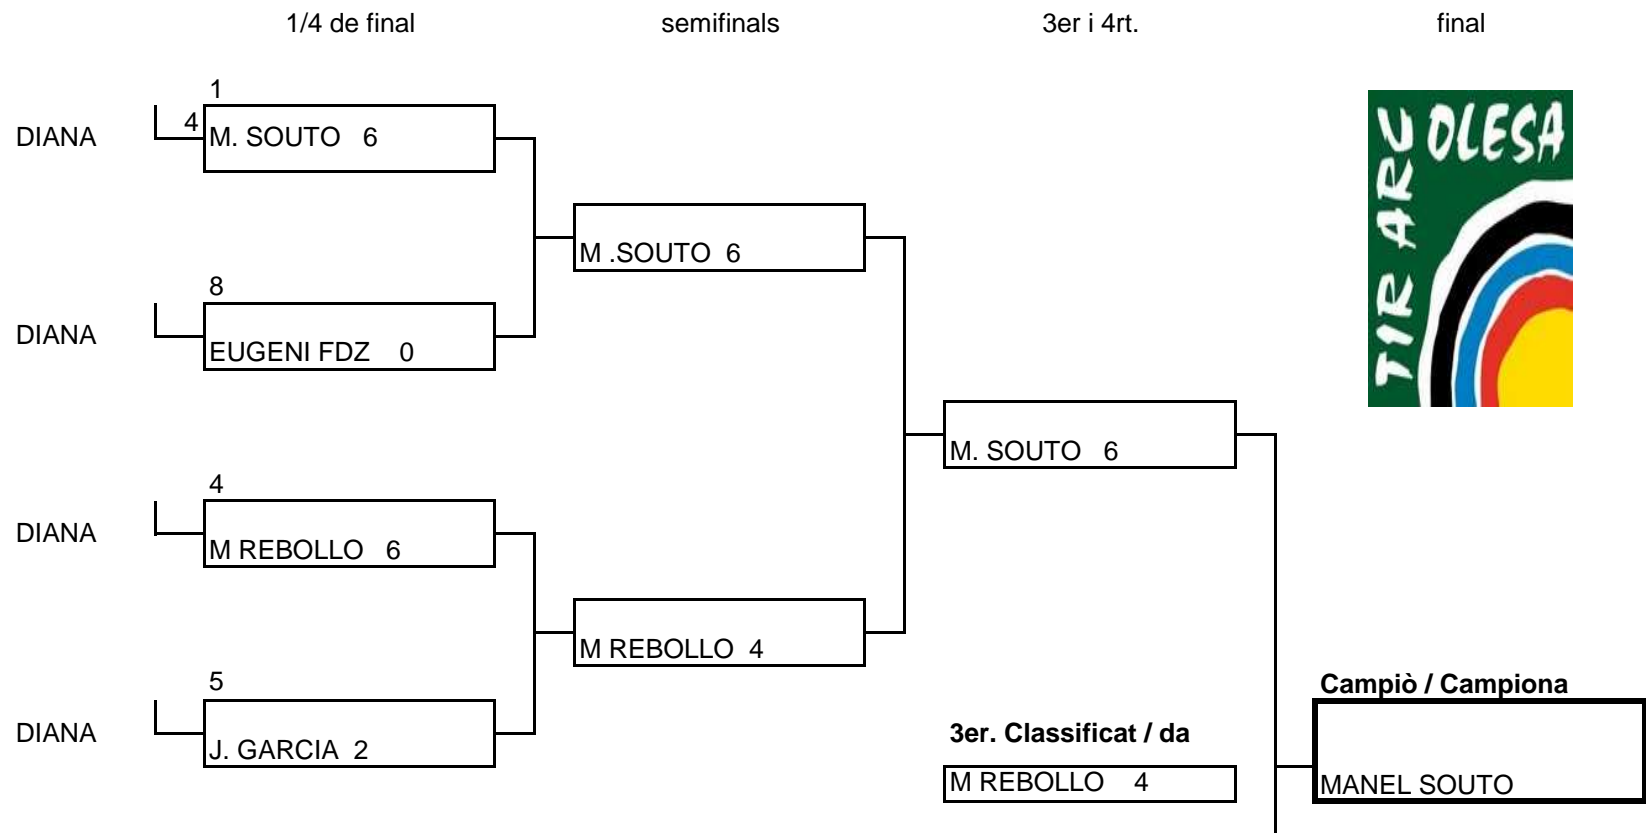 1/4 de final semifinals 3er i 4rt. final
1
DIANA 4 M. SOUTO 6
TIR ARC OLESA
M .SOUTO 6
8
DIANA EUGENI FDZ 0
M. SOUTO 6
4
DIANA M REBOLLO 6
M REBOLLO 4
5 Campiò / Campiona
DIANA J. GARCIA 2 3er. Classificat / da
M REBOLLO 4 MANEL SOUTO